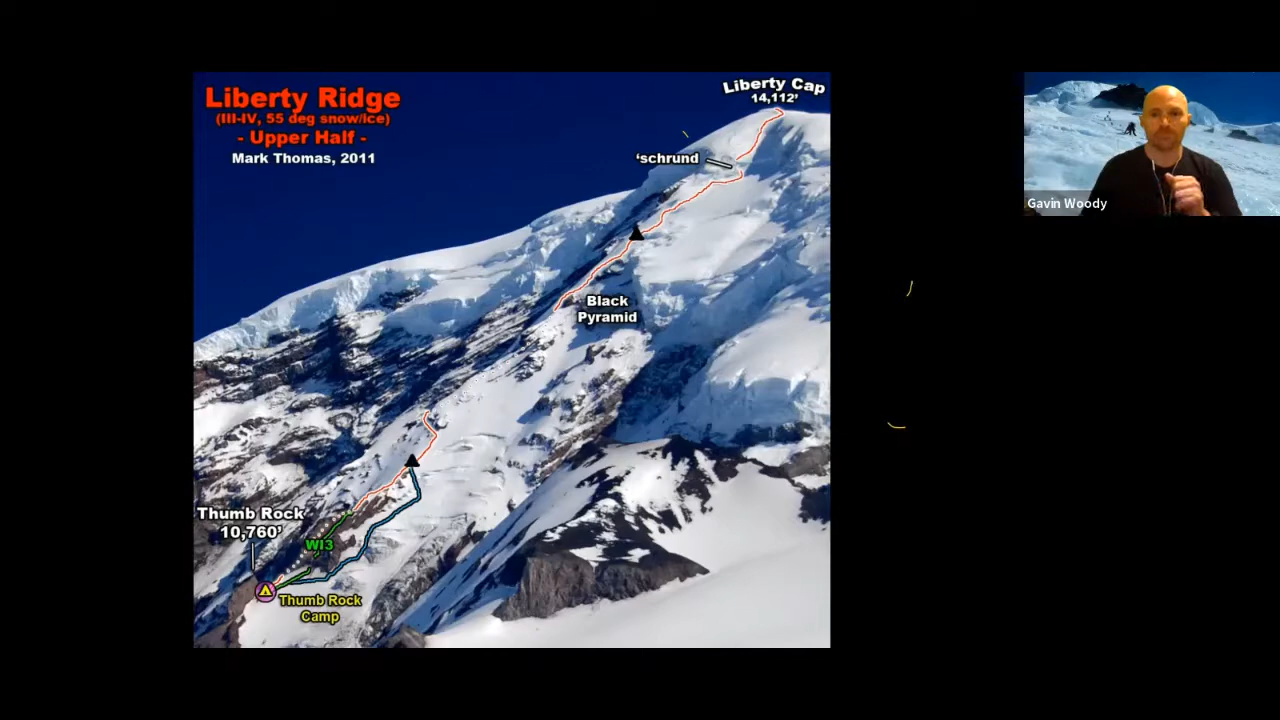 Liberty Ridge
(III-IV, 55 deg snow/ice)
- Upper Half -
Mark Thomas, 2011
Liberty Cap
14,112'
'schrund
Black
Pyramid
Thumb Rock
10,760'
WI3
Thumb Rock
Camp
Gavin Woody